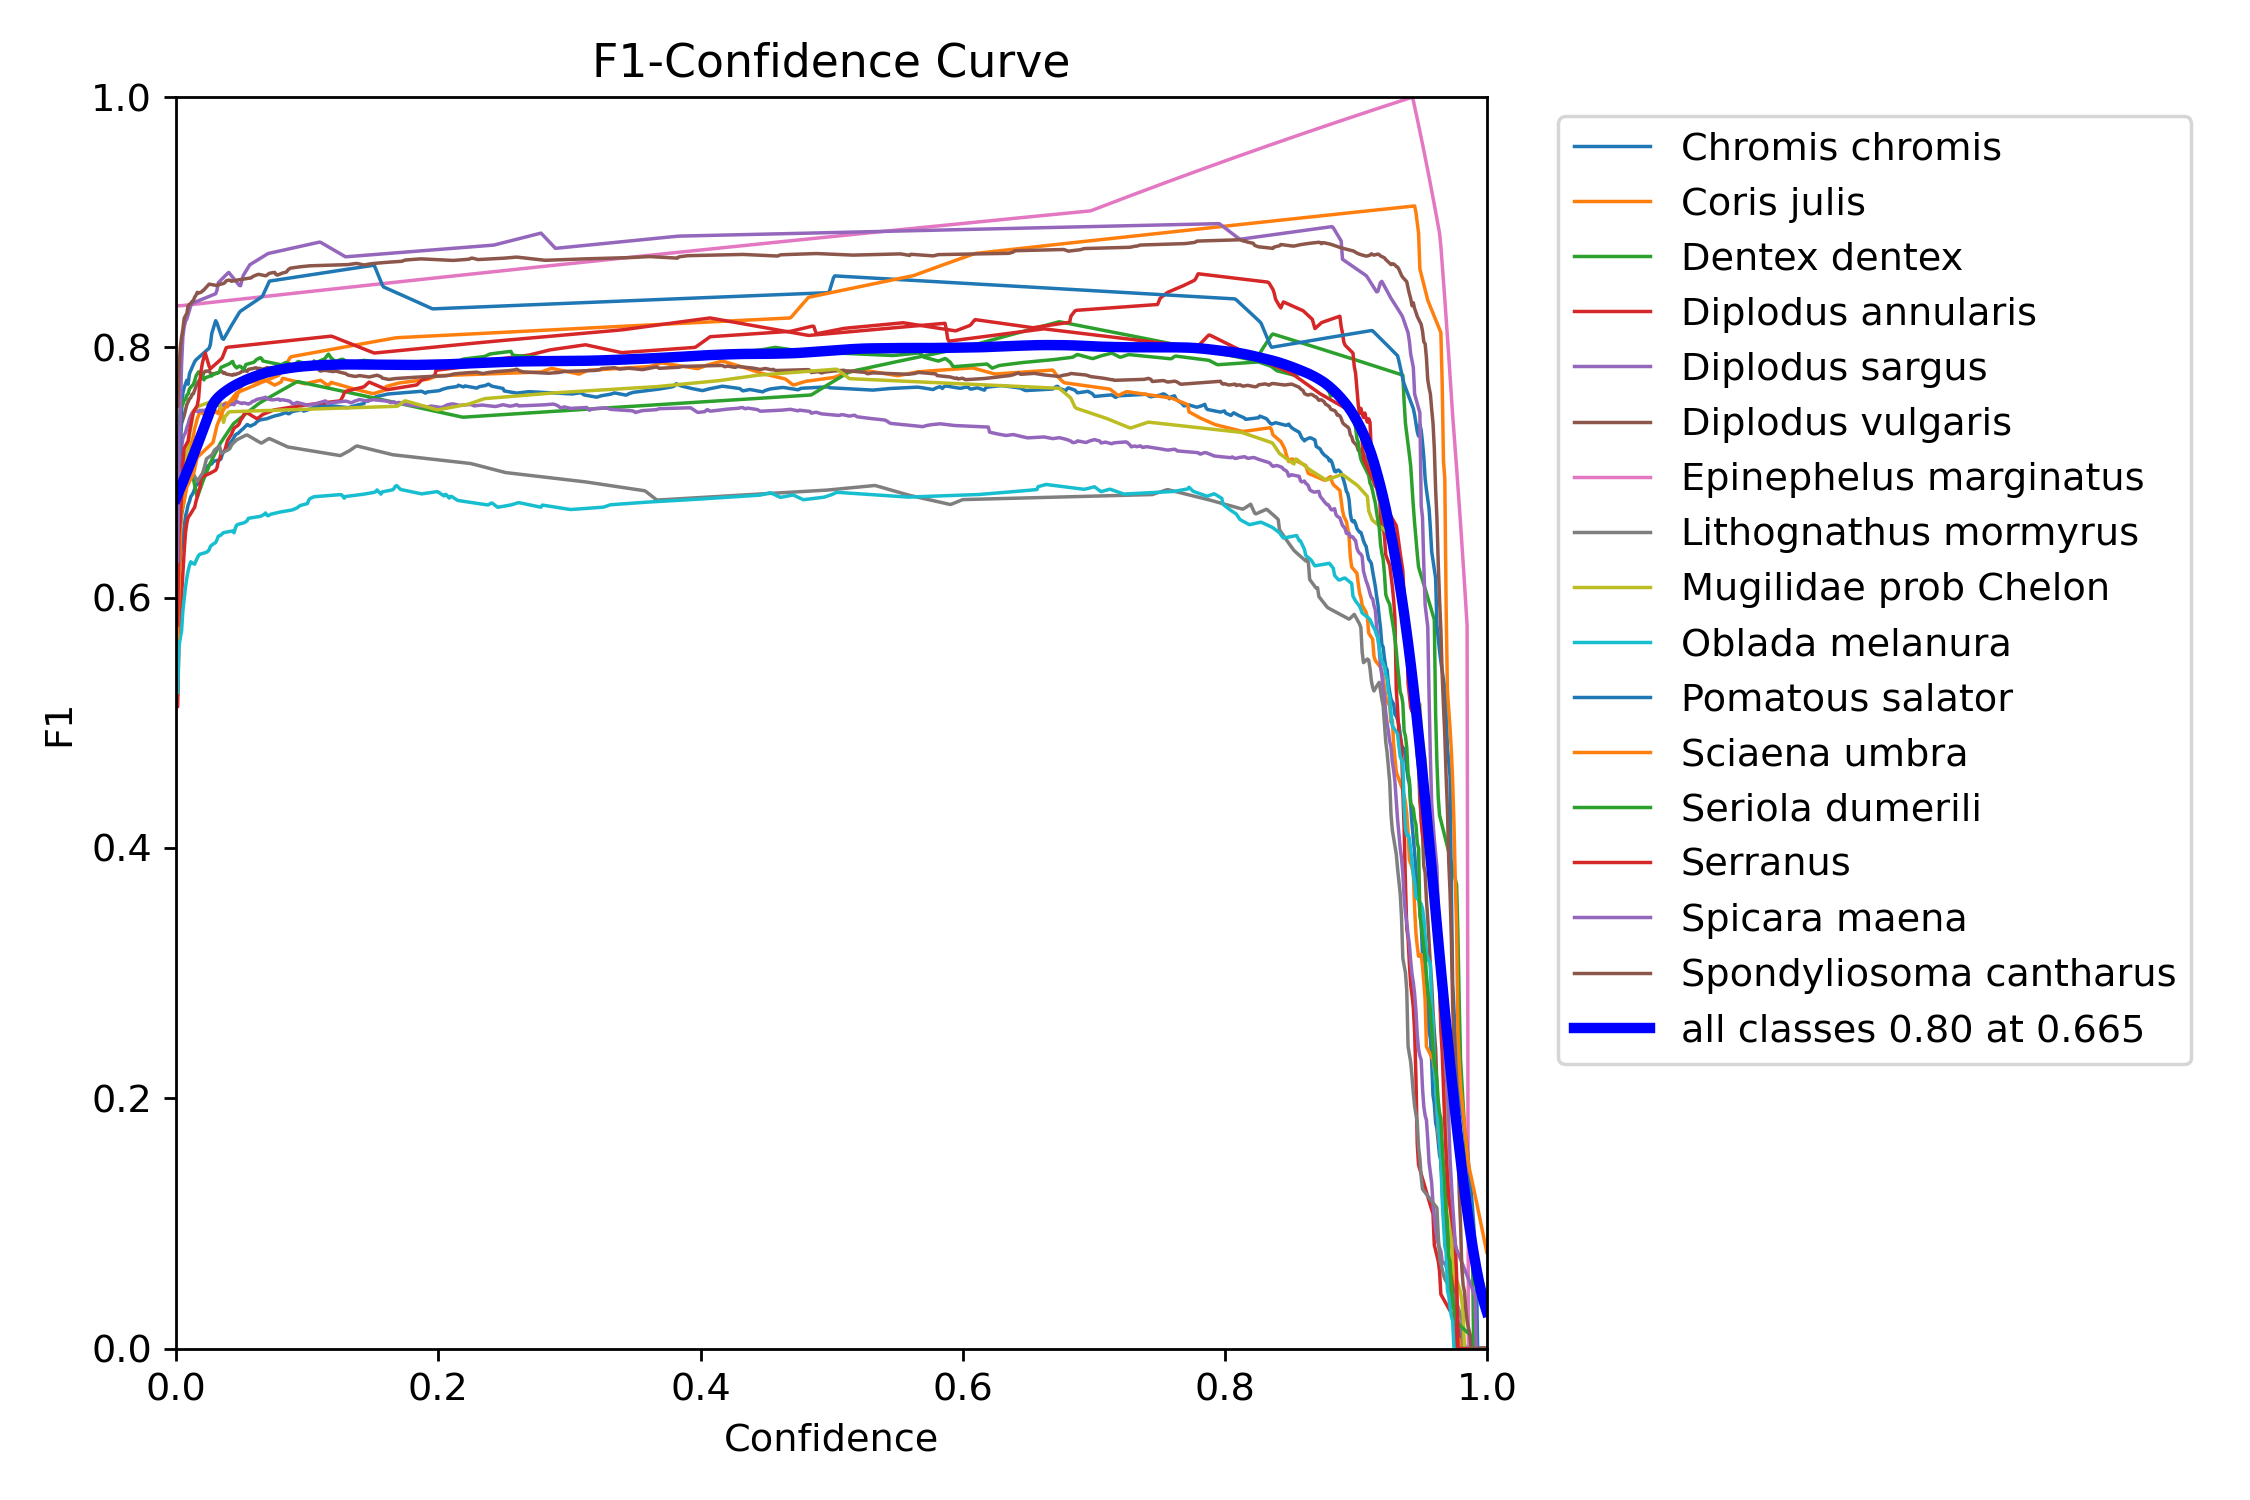 F1-Confidence Curve
1.0
0.8
0.6
0.4
0.2
0.0
F1
0.0 0.2 0.4 0.6 0.8 1.0
Confidence
Chromis chromis
Coris julis
Dentex dentex
Diplodus annularis
Diplodus sargus
Diplodus vulgaris
Epinephelus marginatus
Lithognathus mormyrus
Mugilidae prob Chelon
Oblada melanura
Pomatous salator
Sciaena umbra
Seriola dumerili
Serranus
Spicara maena
Spondyliosoma cantharus
all classes 0.80 at 0.665